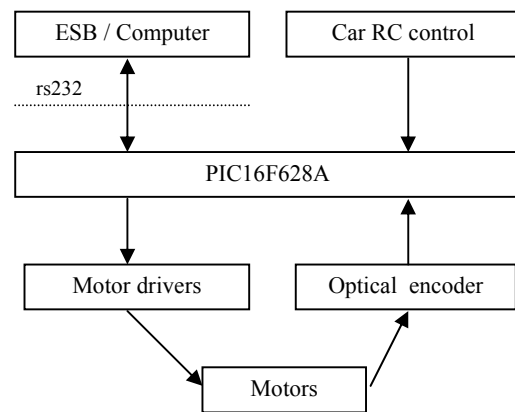 ESB / Computer
Car RC control
rs232
PIC16F628A
Motor drivers
Optical encoder
Motors